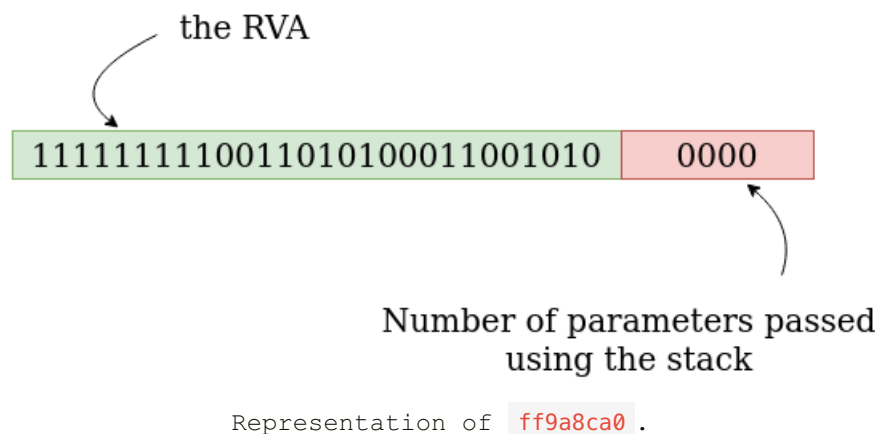 the RVA
1111111110011010100011001010 0000
Number of parameters passed
using the stack
Representation of ff9a8ca0.